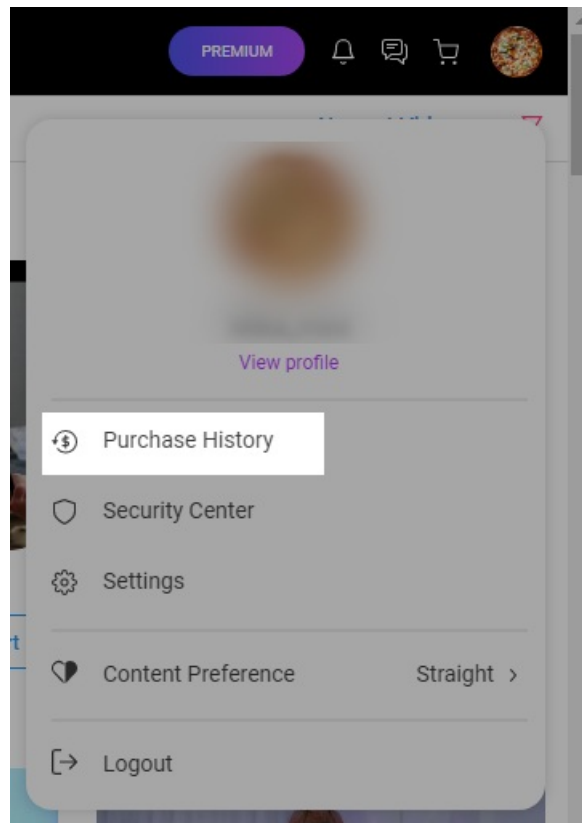 PREMIUM
View profile
Purchase History
Security Center
Settings
Content Preference
Straight >
Logout